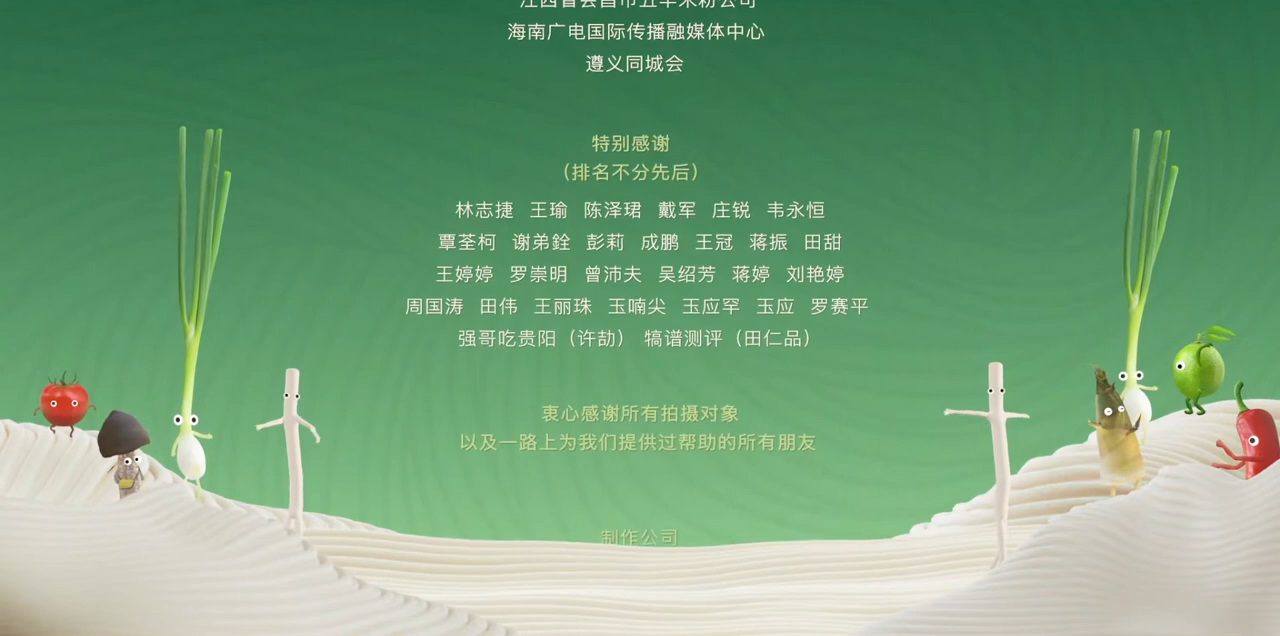 海南广电国际传播融媒体中心
遵义同城会
特别感谢
（排名不分先后）
林志捷 王瑜 陈泽珺 戴军 庄锐 韦永恒
覃荃柯 谢弟銓 彭莉 成鹏 王冠 蒋振 田甜
王婷婷 罗崇明 曾沛夫 吴绍芳 蒋婷 刘艳婷
周国涛 田伟 王丽珠 玉喃尖 玉应罕 玉应 罗赛平
强哥吃贵阳（许劼） 犒谱测评（田仁品）
衷心感谢所有拍摄对象
以及一路上为我们提供过帮助的所有朋友
制作公司